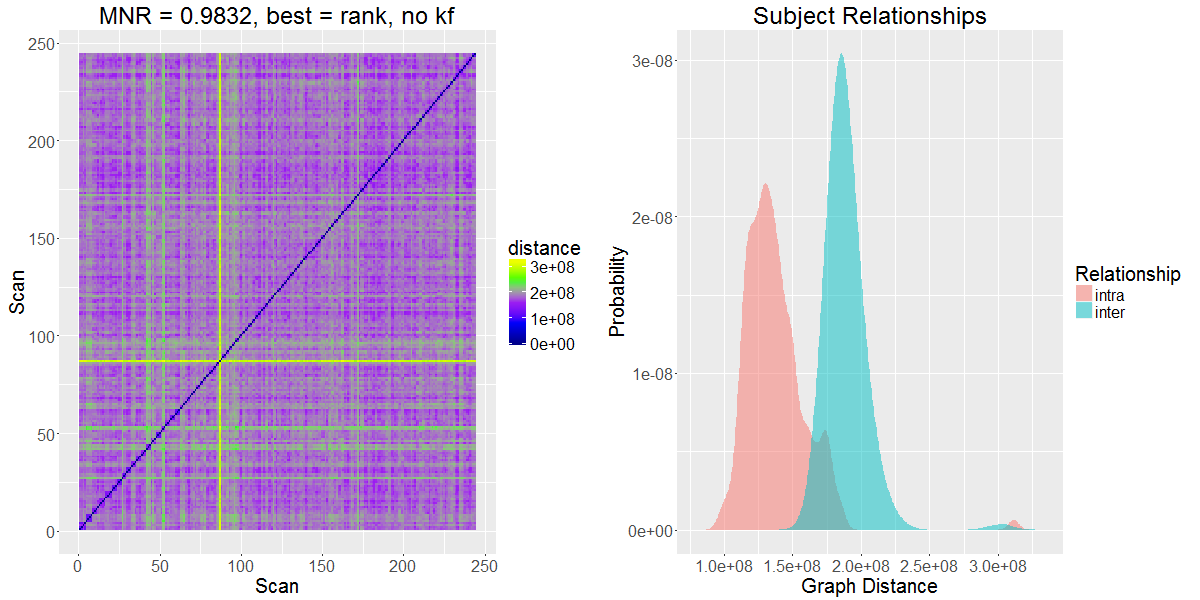 MNR = 0.9832, best = rank, no kf
Scan
250
200
150
100
50
0
0
50
100
150
200
250
Scan
distance
3e+08
2e+08
1e+08
0e+00
Subject Relationships
Probability
3e-08
2e-08
1e-08
0e+00
1.0e+08
1.5e+08
2.0e+08
2.5e+08
3.0e+08
Graph Distance
Relationship
intra
inter